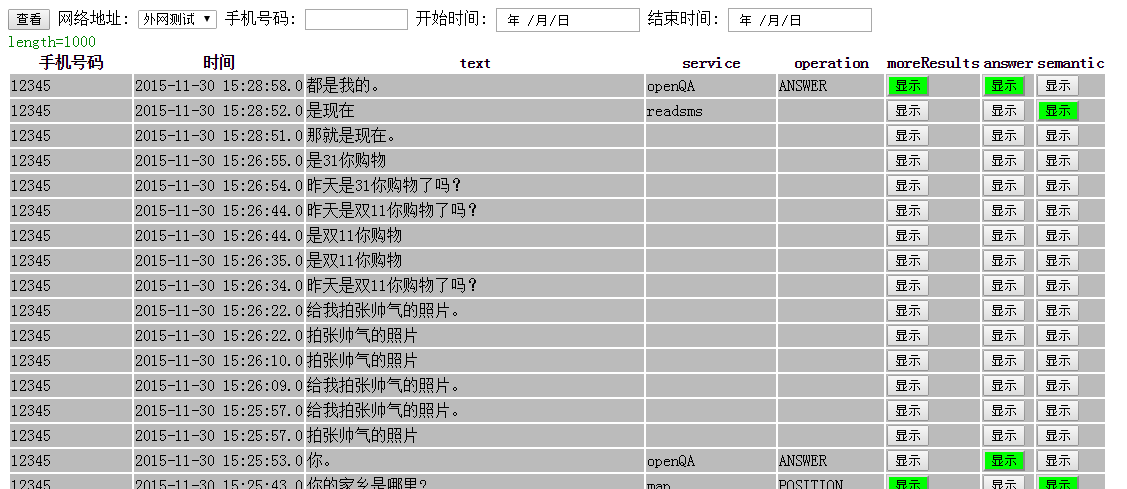 查看 网络地址: 外网测试 手机号码: 开始时间: 年 /月/日 结束时间: 年 /月/日
length=1000
手机号码 时间 text service operation moreResults answer semantic
12345 2015-11-30 15:28:58.0 都是我的。 openQA ANSWER 显示 显示 显示
12345 2015-11-30 15:28:52.0 是现在 readsms 显示 显示 显示
12345 2015-11-30 15:28:51.0 那就是现在。 显示 显示 显示
12345 2015-11-30 15:26:55.0 是31你购物 显示 显示 显示
12345 2015-11-30 15:26:54.0 昨天是31你购物了吗? 显示 显示 显示
12345 2015-11-30 15:26:44.0 昨天是双11你购物了吗? 显示 显示 显示
12345 2015-11-30 15:26:44.0 是双11你购物 显示 显示 显示
12345 2015-11-30 15:26:35.0 是双11你购物 显示 显示 显示
12345 2015-11-30 15:26:34.0 昨天是双11你购物了吗? 显示 显示 显示
12345 2015-11-30 15:26:22.0 给我拍张帅气的照片。 显示 显示 显示
12345 2015-11-30 15:26:22.0 拍张帅气的照片 显示 显示 显示
12345 2015-11-30 15:26:10.0 拍张帅气的照片 显示 显示 显示
12345 2015-11-30 15:26:09.0 给我拍张帅气的照片。 显示 显示 显示
12345 2015-11-30 15:25:57.0 给我拍张帅气的照片。 显示 显示 显示
12345 2015-11-30 15:25:57.0 拍张帅气的照片 显示 显示 显示
12345 2015-11-30 15:25:53.0 你。 openQA ANSWER 显示 显示 显示
12345 2015-11-30 15:25:43.0 你的家乡是哪里? map POSITION 显示 显示 显示